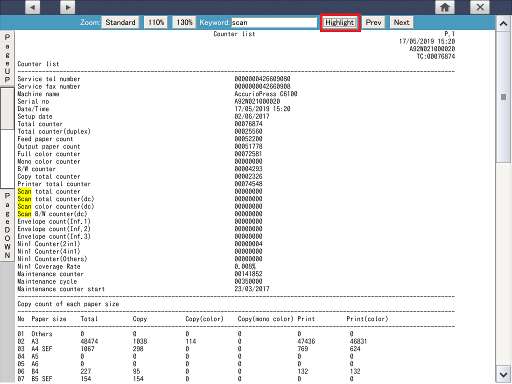 Zoom: Standard 110% 130% Keyword: scan Highlight Prev Next
Page UP
Page DOWN
Counter list P.1
17/05/2019 15:20
A92W021000020
TC:00076874
Counter list
Service tel number 0000000426609080
Service fax number 0000000426600908
Machine name AccurioPress C6100
Serial no A92W021000020
Date/Time 17/05/2019 15:20
Setup date 02/06/2017
Total counter 00076874
Total counter(duplex) 00025560
Feed paper count 00052200
Output paper count 00051778
Full color counter 00072581
Mono color counter 00000000
B/W counter 00004293
Copy total counter 00002326
Printer total counter 00074548
Scan total counter 00000000
Scan total counter(dc) 00000000
Scan color counter(dc) 00000000
Scan B/W counter(dc) 00000000
Envelope count(Inf.1) 00000000
Envelope count(Inf.2) 00000000
Envelope count(Inf.3) 00000000
Nin1 Counter(2in1) 00000004
Nin1 Counter(4in1) 00000000
Nin1 Counter(Others) 00000000
Nin1 Coverage Rate 0.005%
Maintenance counter 00141852
Maintenance cycle 00350000
Maintenance counter start 23/03/2017
Copy count of each paper size
No Paper size Total Copy Copy(color) Copy(mono color) Print Print(color)
01 Others 0 0 0 0 0 0
02 A3 48474 1038 114 0 47436 46831
03 A4 SEF 1067 298 0 0 769 624
04 A5 0 0 0 0 0 0
05 A6 0 0 0 0 0 0
06 B4 227 95 0 0 132 132
07 B5 SEF 154 154 0 0 0 0